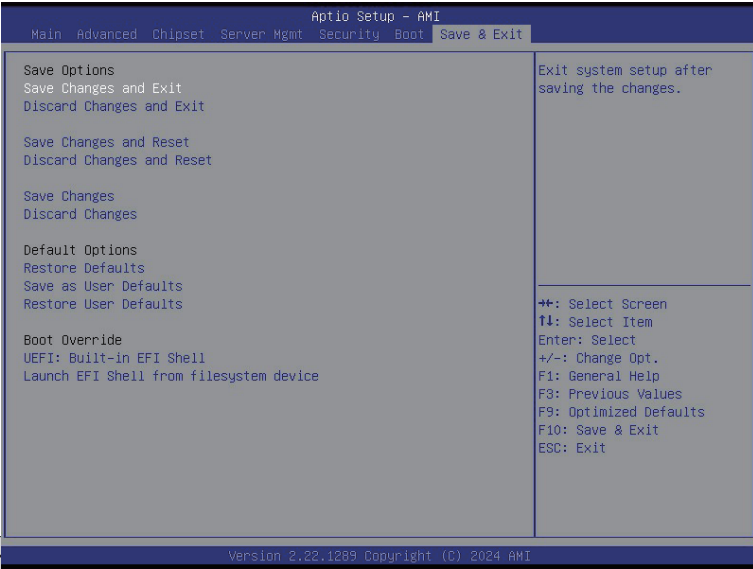 Aptio Setup - AMI
Main Advanced Chipset Server Mgmt Security Boot Save & Exit
Save Options
Save Changes and Exit
Discard Changes and Exit
Save Changes and Reset
Discard Changes and Reset
Save Changes
Discard Changes
Default Options
Restore Defaults
Save as User Defaults
Restore User Defaults
Boot Override
UEFI: Built-in EFI Shell
Launch EFI Shell from filesystem device
Exit system setup after
saving the changes.
→←: Select Screen
↑↓: Select Item
Enter: Select
+/-: Change Opt.
F1: General Help
F3: Previous Values
F9: Optimized Defaults
F10: Save & Exit
ESC: Exit
Version 2.22.1289 Copyright (C) 2024 AMI